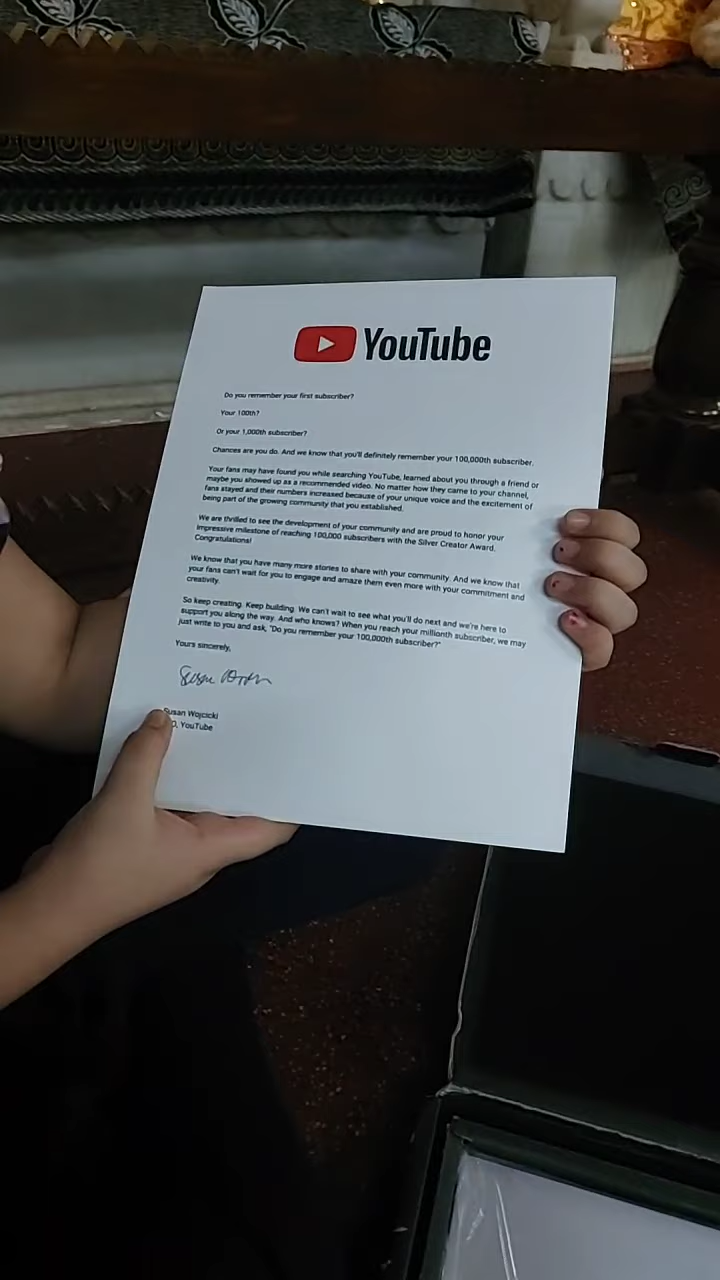 YouTube
Do you remember your first subscriber?
Your 100th?
Or your 1,000th subscriber?
Chances are you do. And we know that you'll definitely remember your 100,000th subscriber.
Your fans may have found you while searching YouTube, learned about you through a friend or
maybe you showed up as a recommended video. No matter how they came to your channel,
fans stayed and their numbers increased because of your unique voice and the excitement of
being part of the growing community that you established.
We are thrilled to see the development of your community and are proud to honor your
impressive milestone of reaching 100,000 subscribers with the Silver Creator Award.
Congratulations!
We know that you have many more stories to share with your community. And we know that
your fans can't wait for you to engage and amaze them even more with your commitment and
creativity.
So keep creating. Keep building. We can't wait to see what you'll do next and we're here to
support you along the way. And who knows? When you reach your millionth subscriber, we may
just write to you and ask, "Do you remember your 100,000th subscriber?"
Yours sincerely,
Susan Wojcicki
O, YouTube